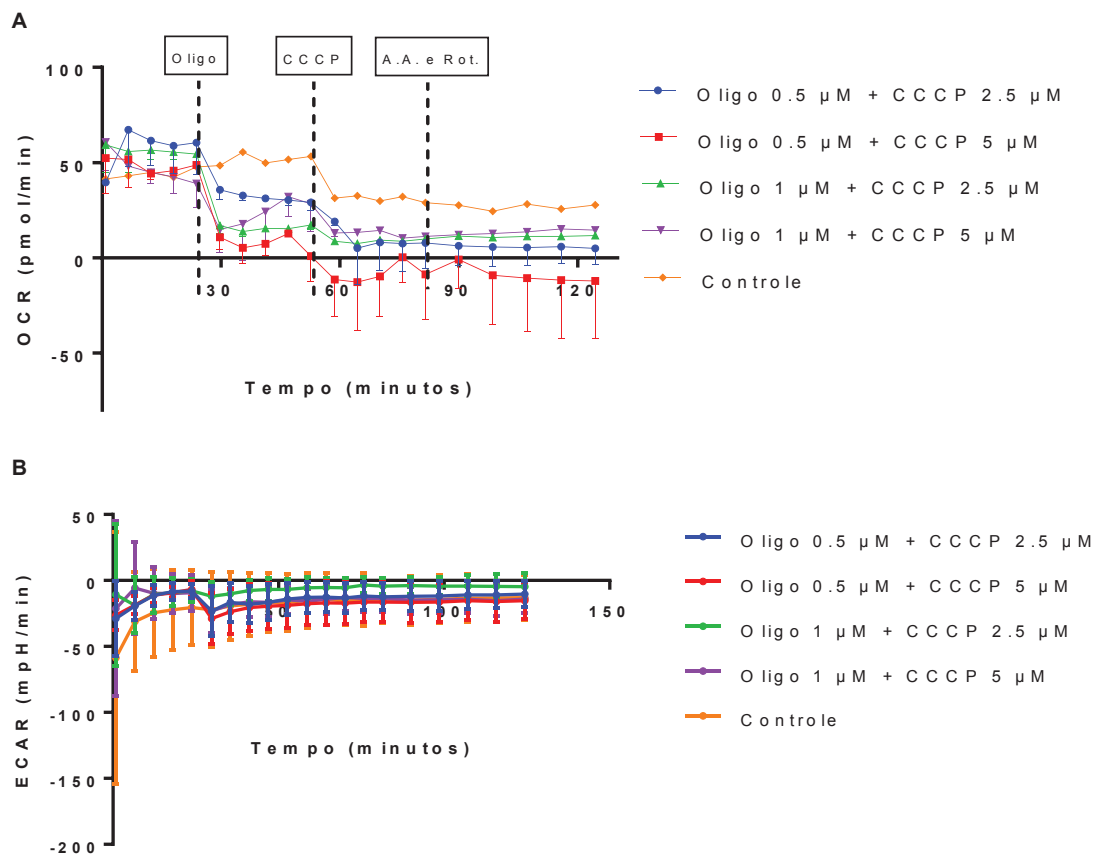 A
Oligo CCCP A.A. e Rot.
100
50
0
-50
30 60 90 120
OCR (pmol/min)
Tempo (minutos)
Oligo 0.5 µM + CCCP 2.5 µM
Oligo 0.5 µM + CCCP 5 µM
Oligo 1 µM + CCCP 2.5 µM
Oligo 1 µM + CCCP 5 µM
Controle
B
50
0
-50
-100
-150
-200
150
ECAR (mpH/min)
Tempo (minutos)
Oligo 0.5 µM + CCCP 2.5 µM
Oligo 0.5 µM + CCCP 5 µM
Oligo 1 µM + CCCP 2.5 µM
Oligo 1 µM + CCCP 5 µM
Controle